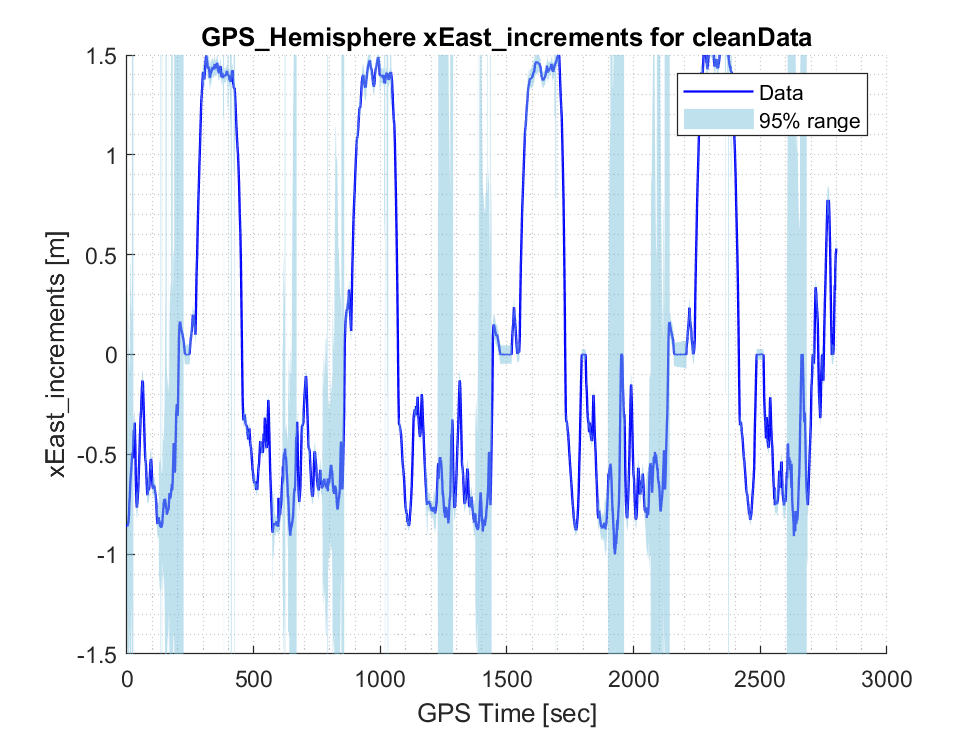 GPS_Hemisphere xEast_increments for cleanData
1.5
1
0.5
0
-0.5
-1
-1.5
xEast_increments [m]
Data
95% range
0
500
1000
1500
2000
2500
3000
GPS Time [sec]